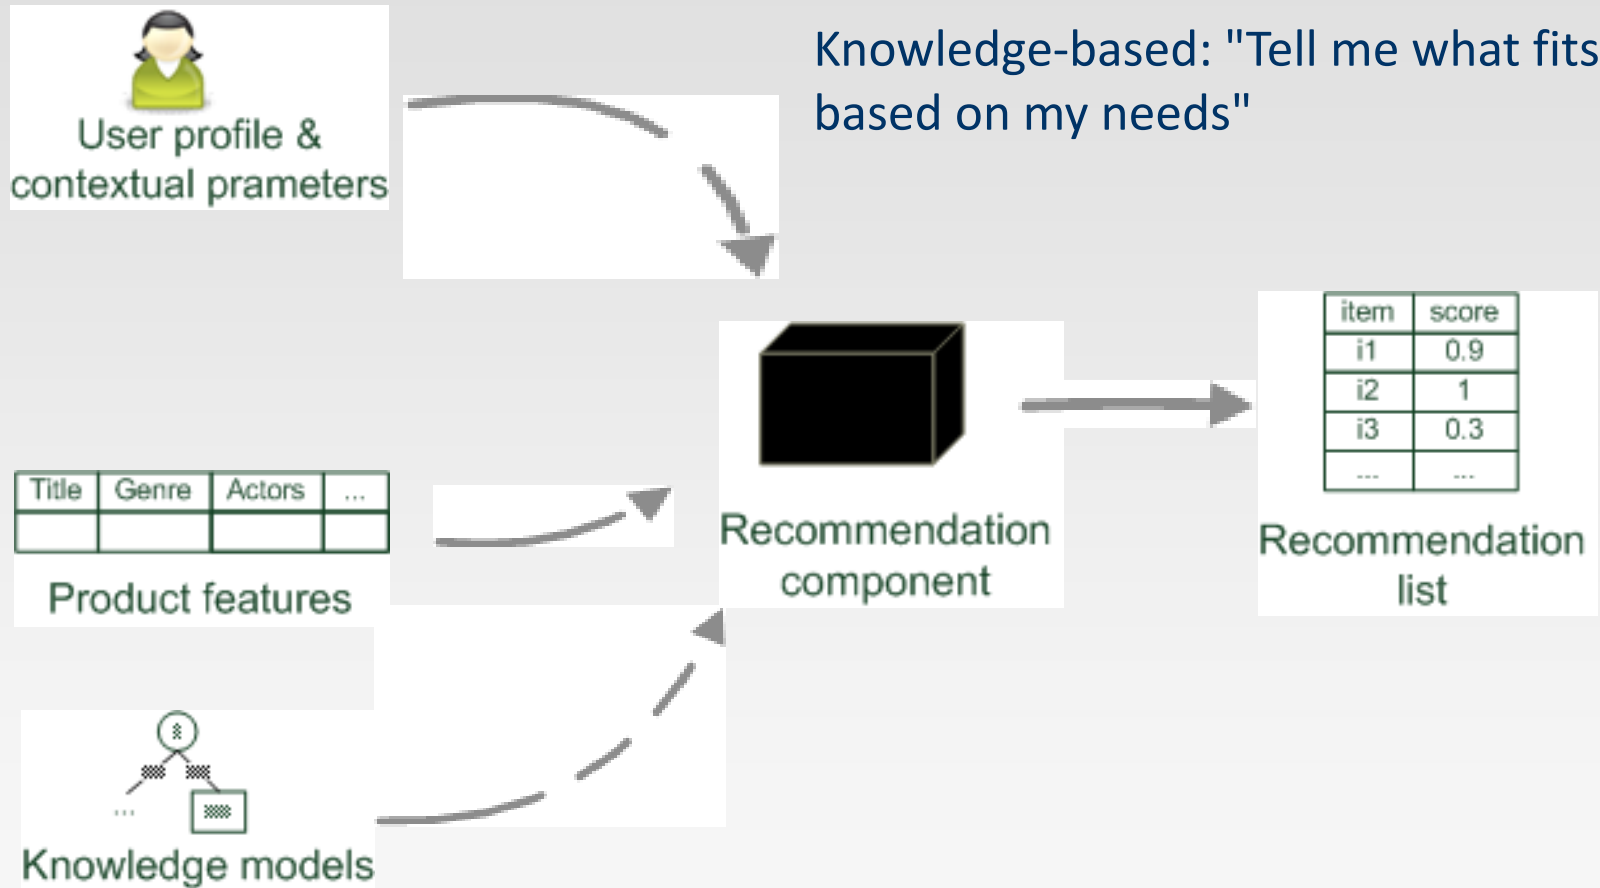 Knowledge-based: "Tell me what fits
based on my needs"
User profile &
contextual prameters
item score
i1 0.9
i2 1
i3 0.3
... ...
Title Genre Actors ...
Product features
Recommendation
component
Recommendation
list
...
Knowledge models